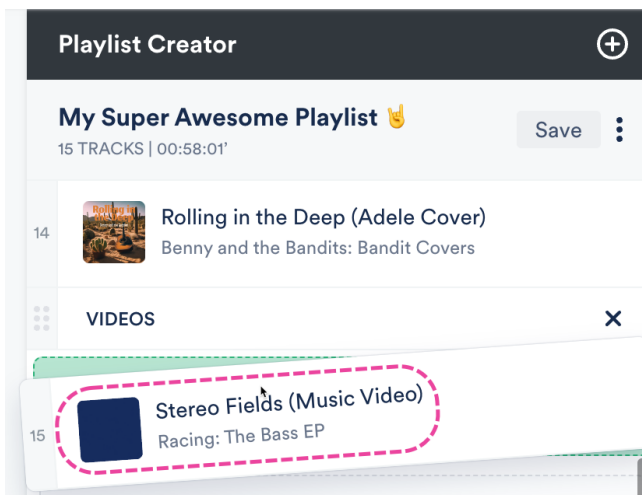 Playlist Creator
My Super Awesome Playlist 🤘
Save
15 TRACKS | 00:58:01’
14
Rolling in the Deep (Adele Cover)
Benny and the Bandits: Bandit Covers
VIDEOS
15
Stereo Fields (Music Video)
Racing: The Bass EP